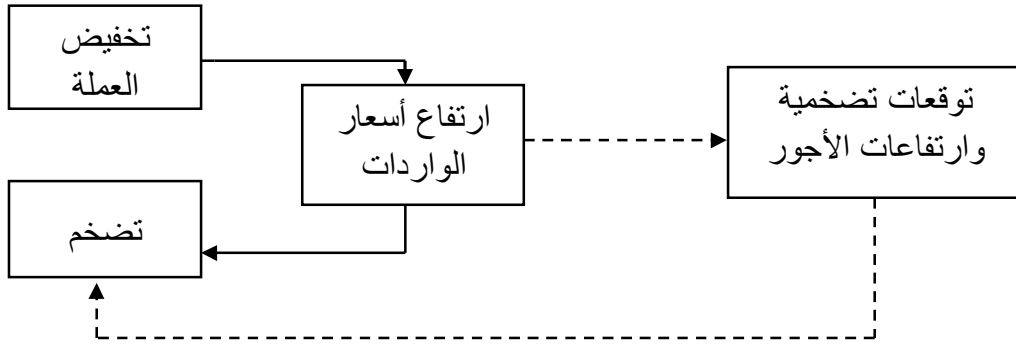 تخفيض
العملة
ارتفاع أسعار
الواردات
توقعات تضخمية
وارتفاعات الأجور
تضخم